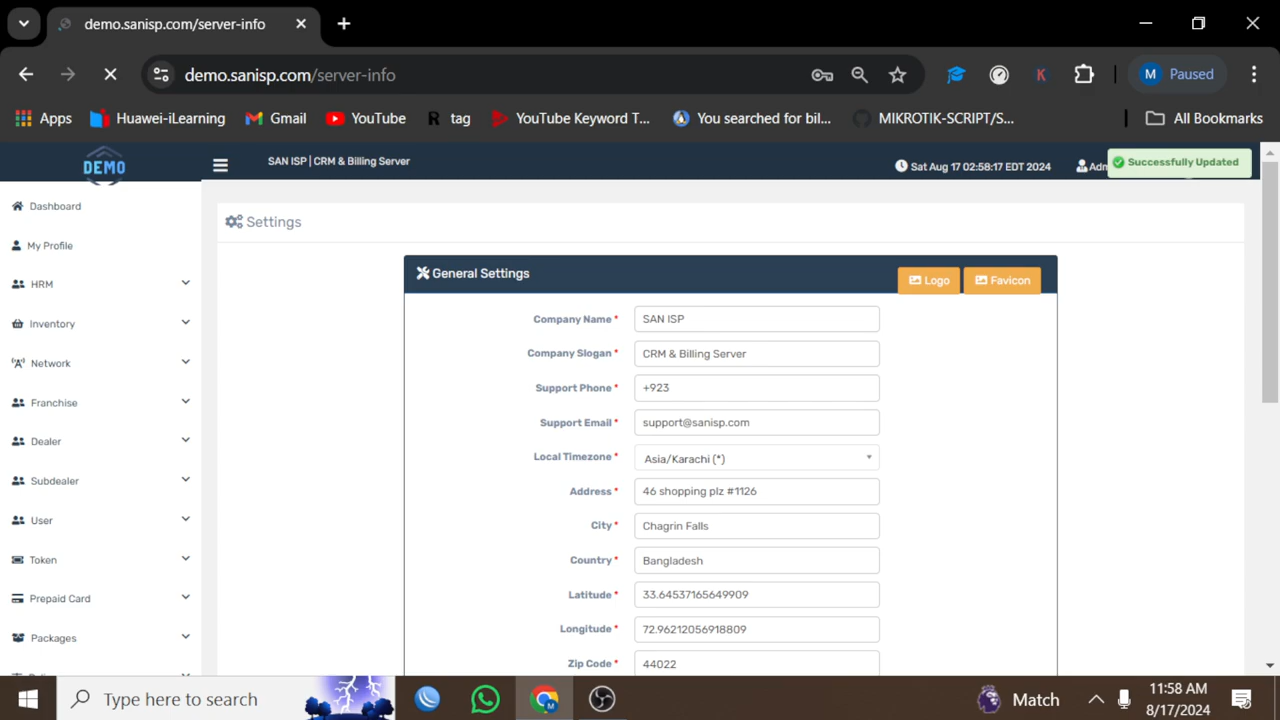 demo.sanisp.com/server-info
demo.sanisp.com/server-info
M Paused
Apps Huawei-iLearning Gmail YouTube R tag YouTube Keyword T... You searched for bil... MIKROTIK-SCRIPT/S... All Bookmarks
DEMO
SAN ISP | CRM & Billing Server
Sat Aug 17 02:58:17 EDT 2024
Successfully Updated
Dashboard
My Profile
HRM
Inventory
Network
Franchise
Dealer
Subdealer
User
Token
Prepaid Card
Packages
Settings
General Settings
Logo
Favicon
Company Name * SAN ISP
Company Slogan * CRM & Billing Server
Support Phone * +923
Support Email * support@sanisp.com
Local Timezone * Asia/Karachi (*)
Address * 46 shopping plz #1126
City * Chagrin Falls
Country * Bangladesh
Latitude * 33.64537165649909
Longitude * 72.96212056918809
Zip Code * 44022
Type here to search
Match
11:58 AM
8/17/2024